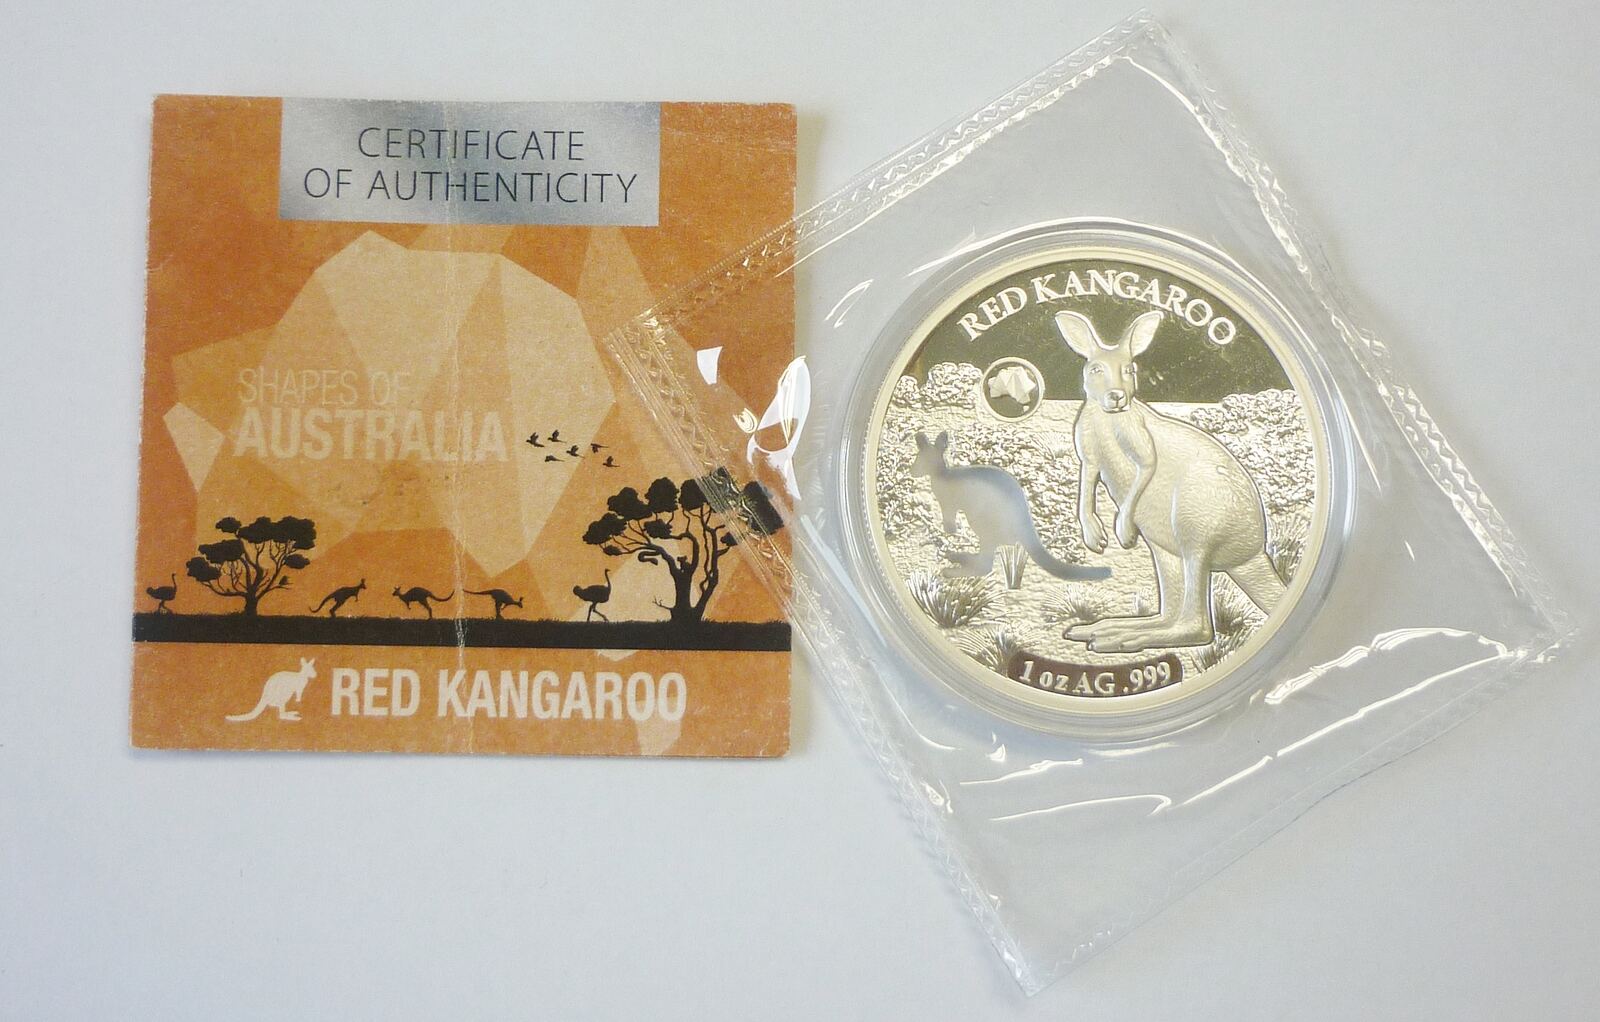 CERTIFICATE
OF AUTHENTICITY
SHAPES OF
AUSTRALIA
RED KANGAROO
RED KANGAROO
1 oz AG .999